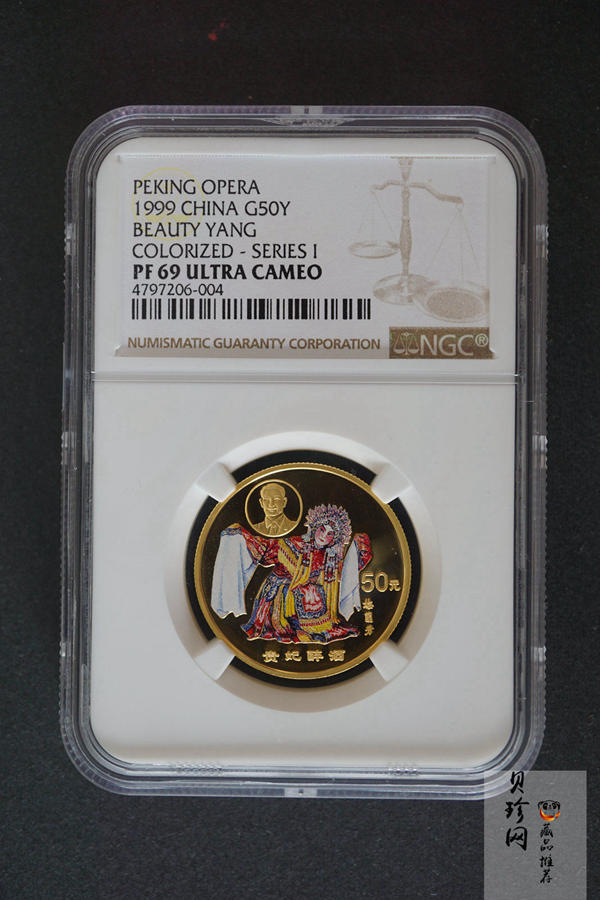 PEKING OPERA
1999 CHINA G50Y
BEAUTY YANG
COLORIZED - SERIES I
PF 69 ULTRA CAMEO
4797206-004
NUMISMATIC GUARANTY CORPORATION
NGC®
50元
梅蘭芳
贵妃醉酒
贝珍网
藏品推荐